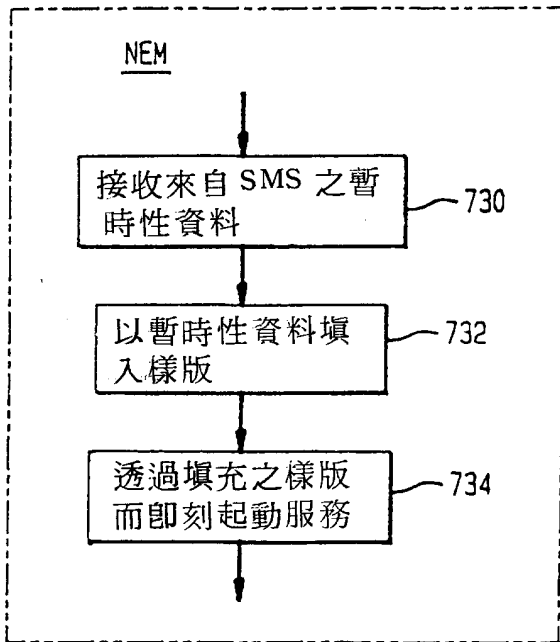 NEM
接收來自 SMS 之暫
時性資料
730
以暫時性資料填
入樣版
732
透過填充之樣版
而即刻起動服務
734